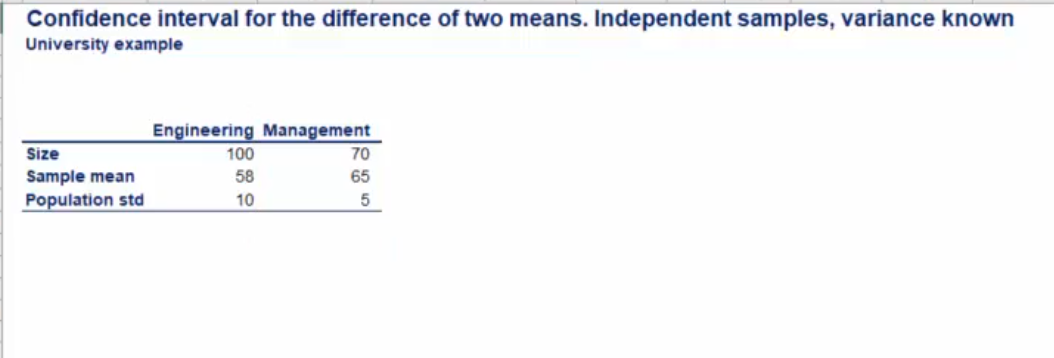 Confidence interval for the difference of two means. Independent samples, variance known
University example
Engineering Management
Size 100 70
Sample mean 58 65
Population std 10 5